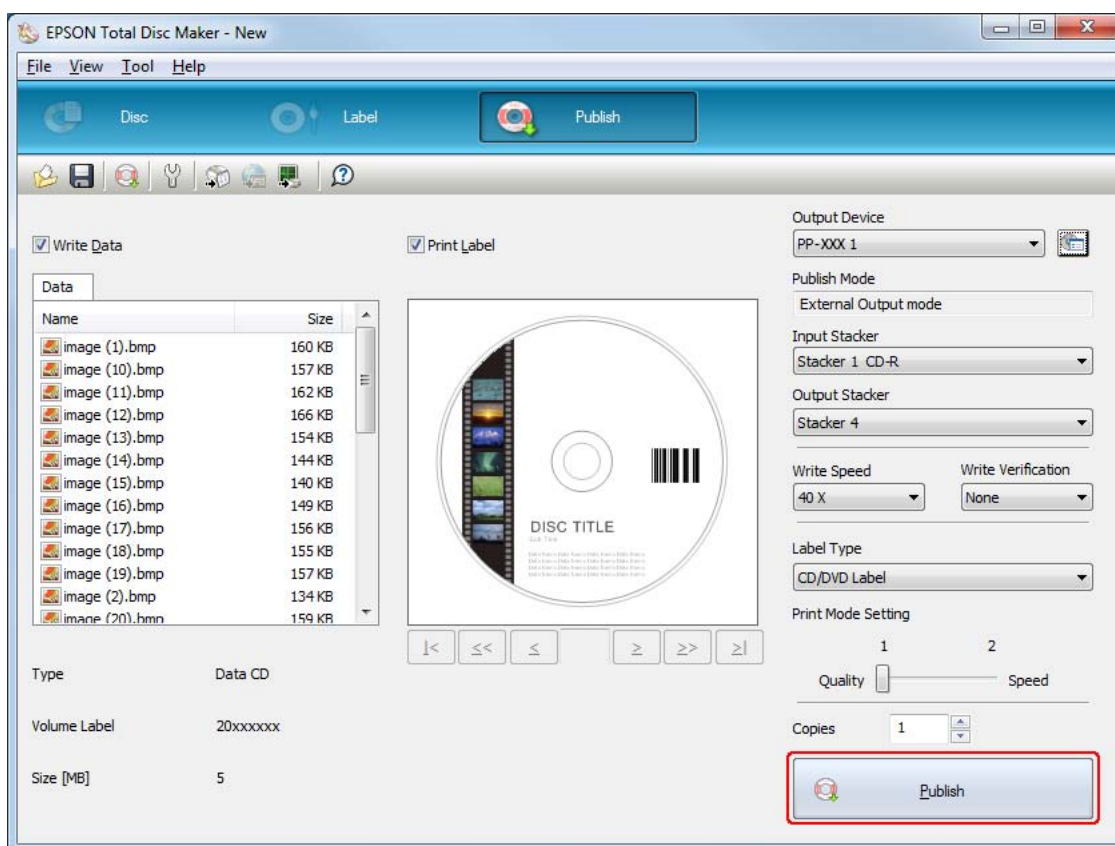 EPSON Total Disc Maker - New
File View Tool Help
Disc Label Publish
Write Data
Print Label
Data
Name Size
image (1).bmp 160 KB
image (10).bmp 157 KB
image (11).bmp 162 KB
image (12).bmp 166 KB
image (13).bmp 154 KB
image (14).bmp 144 KB
image (15).bmp 140 KB
image (16).bmp 149 KB
image (17).bmp 156 KB
image (18).bmp 155 KB
image (19).bmp 157 KB
image (2).bmp 134 KB
image (20).bmp 159 KB
Type Data CD
Volume Label 20xxxxxx
Size [MB] 5
DISC TITLE
Sub Title
|< << < > >> >|
Output Device
PP-XXX 1
Publish Mode
External Output mode
Input Stacker
Stacker 1 CD-R
Output Stacker
Stacker 4
Write Speed Write Verification
40 X None
Label Type
CD/DVD Label
Print Mode Setting
1 2
Quality Speed
Copies 1
Publish